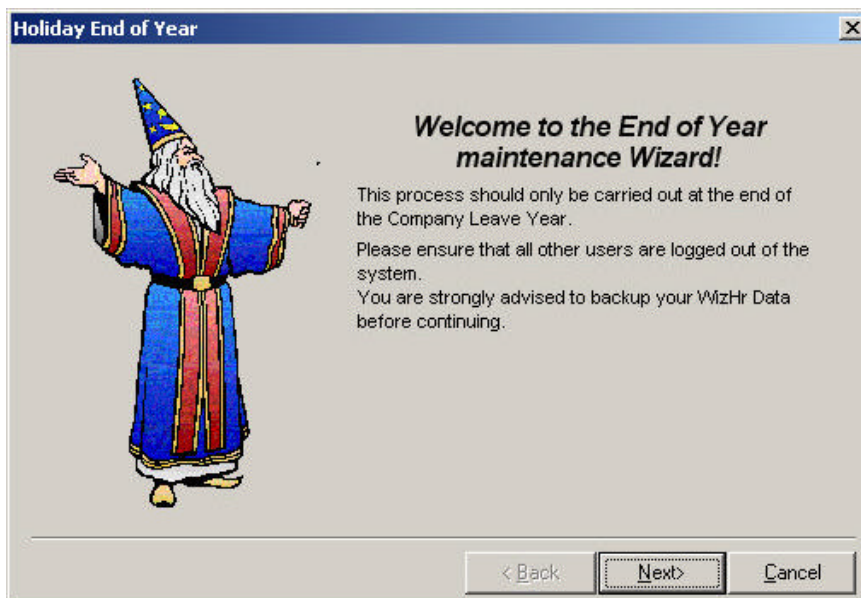 Holiday End of Year
Welcome to the End of Year
maintenance Wizard!
This process should only be carried out at the end of
the Company Leave Year.
Please ensure that all other users are logged out of the
system.
You are strongly advised to backup your WizHr Data
before continuing.
< Back
Next>
Cancel